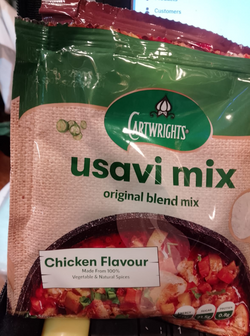 Customers
CARTWRIGHTS
usavi mix
original blend mix
Chicken Flavour
Made From 100%
Vegetable & Natural Spices